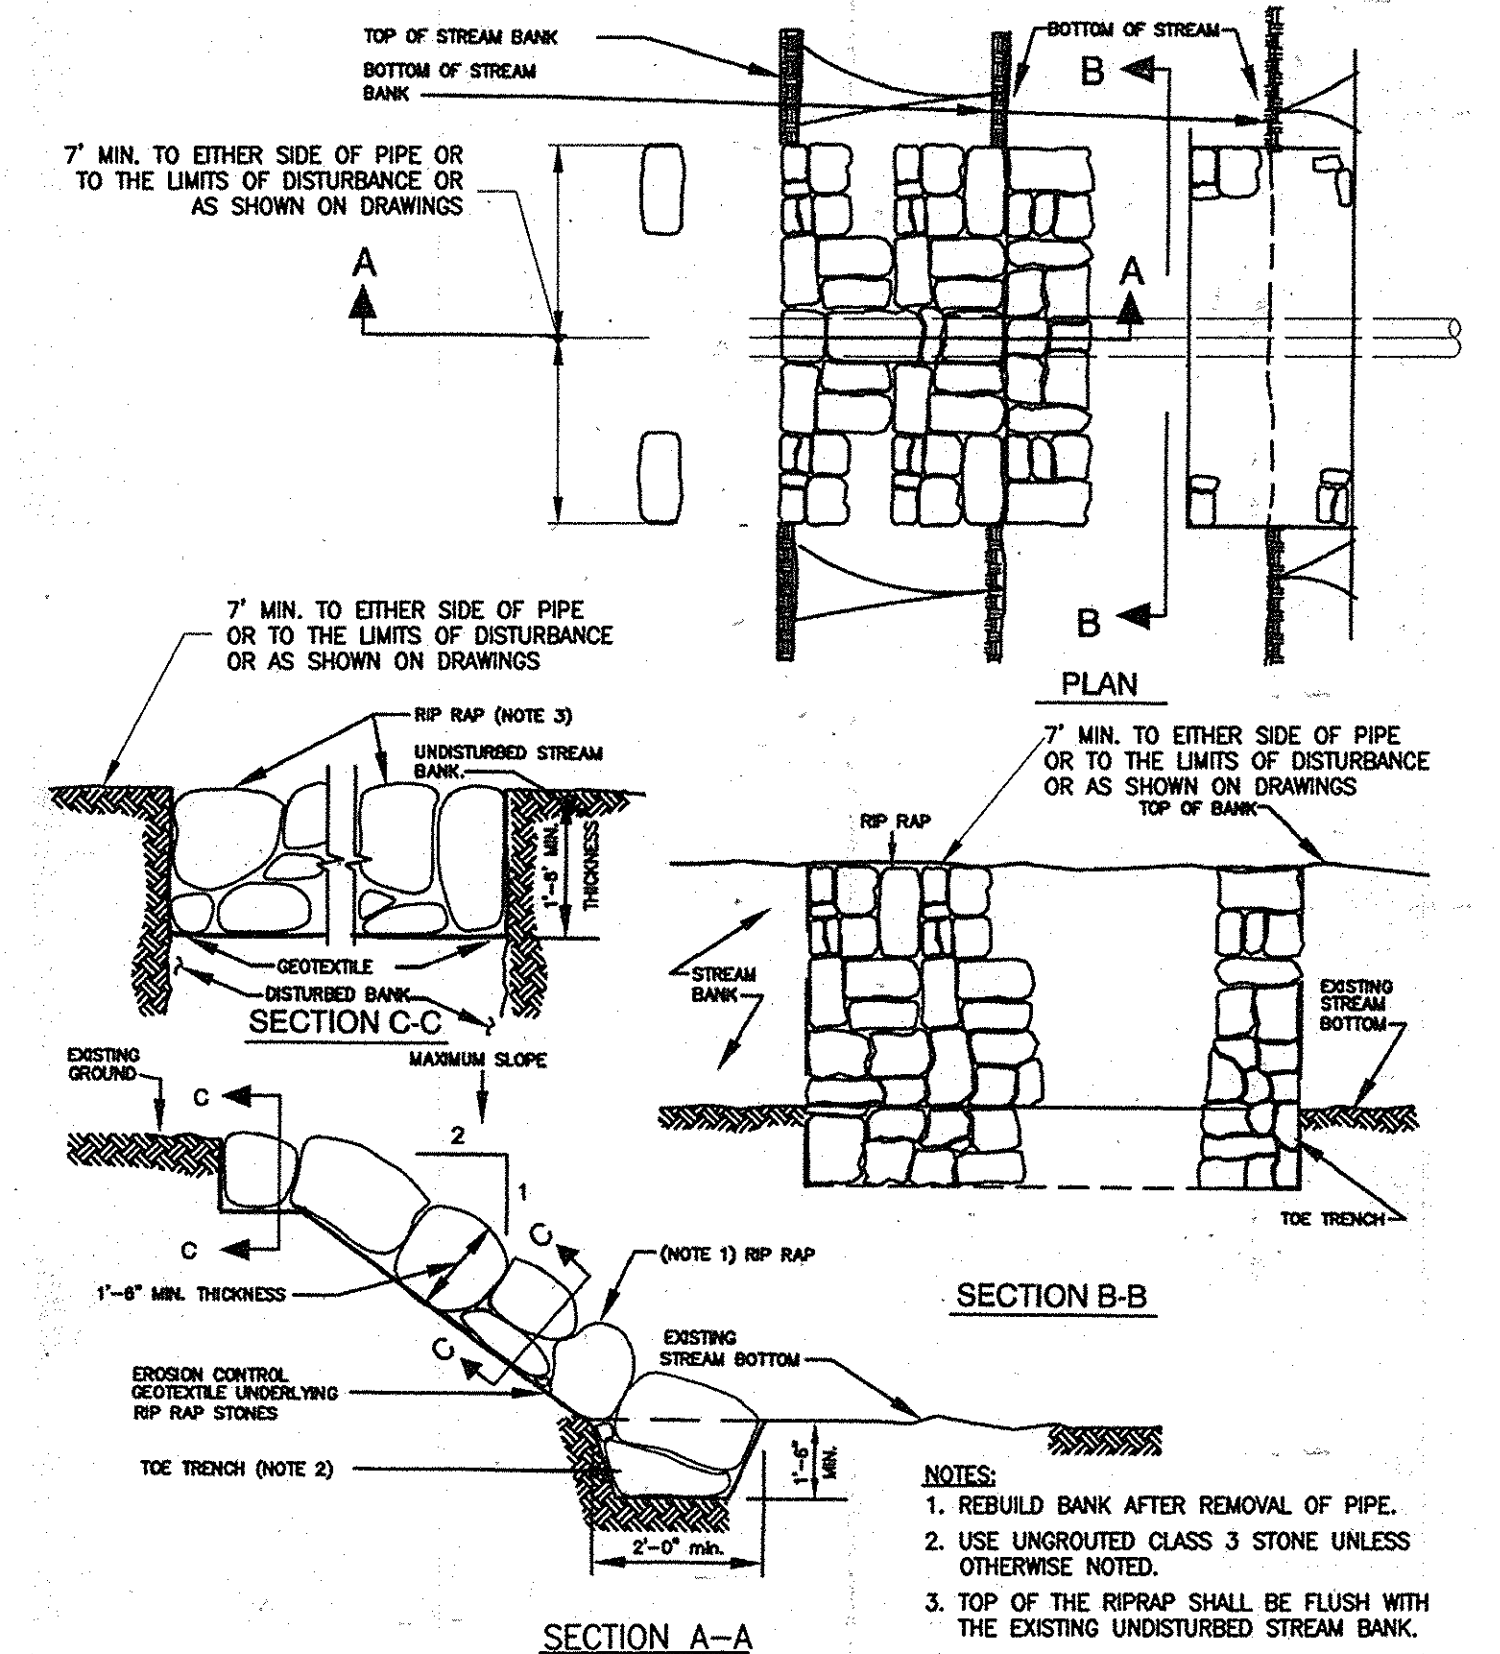 TOP OF STREAM BANK
BOTTOM OF STREAM
BANK
BOTTOM OF STREAM
B
7' MIN. TO EITHER SIDE OF PIPE OR
TO THE LIMITS OF DISTURBANCE OR
AS SHOWN ON DRAWINGS
A
A
B
PLAN
7' MIN. TO EITHER SIDE OF PIPE
OR TO THE LIMITS OF DISTURBANCE
OR AS SHOWN ON DRAWINGS
RIP RAP (NOTE 3)
UNDISTURBED STREAM
BANK.
1'-6' MIN.
THICKNESS
GEOTEXTILE
DISTURBED BANK
SECTION C-C
7' MIN. TO EITHER SIDE OF PIPE
OR TO THE LIMITS OF DISTURBANCE
OR AS SHOWN ON DRAWINGS
TOP OF BANK
RIP RAP
STREAM
BANK
EXISTING
STREAM
BOTTOM
TOE TRENCH
SECTION B-B
EXISTING
GROUND
MAXIMUM SLOPE
C
2
1
C
C
(NOTE 1) RIP RAP
1'-6" MIN. THICKNESS
C
EXISTING
STREAM BOTTOM
EROSION CONTROL
GEOTEXTILE UNDERLYING
RIP RAP STONES
TOE TRENCH (NOTE 2)
1'-6"
MIN.
2'-0" min.
SECTION A-A
NOTES:
1. REBUILD BANK AFTER REMOVAL OF PIPE.
2. USE UNGROUTED CLASS 3 STONE UNLESS
OTHERWISE NOTED.
3. TOP OF THE RIPRAP SHALL BE FLUSH WITH
THE EXISTING UNDISTURBED STREAM BANK.